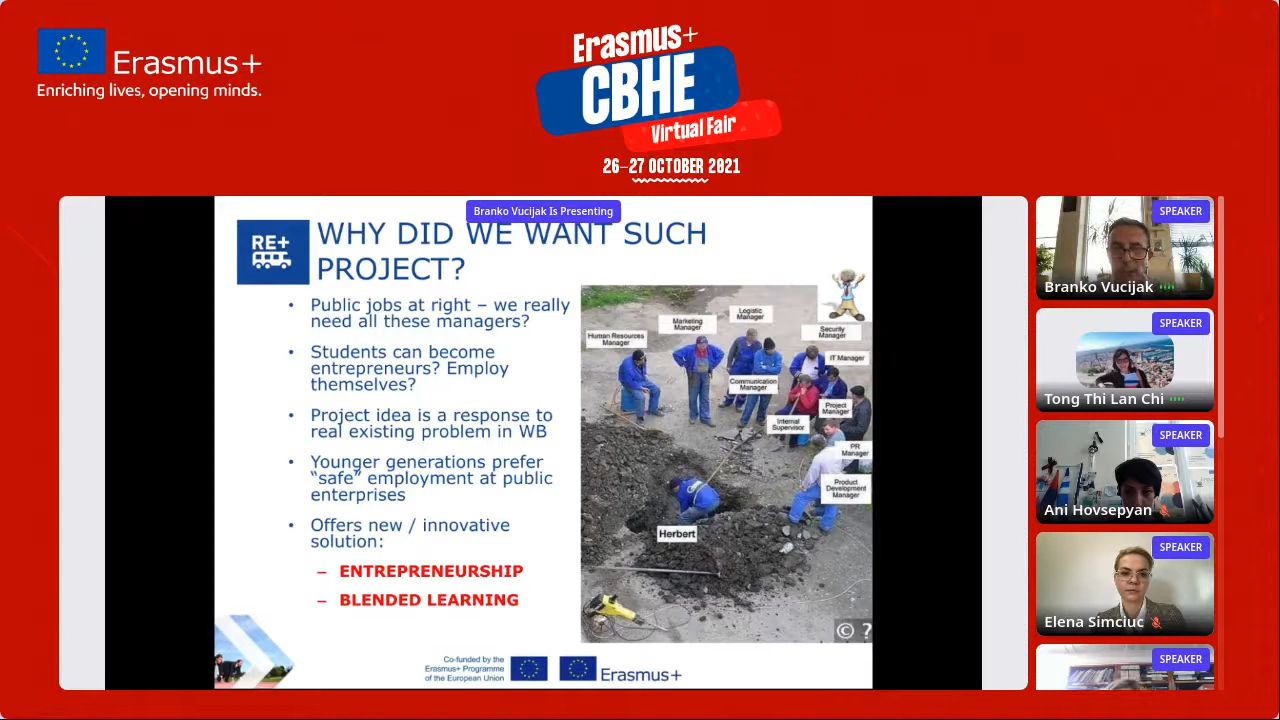 Erasmus+
Enriching lives, opening minds.
Erasmus+
CBHE
Virtual Fair
26–27 OCTOBER 2021
Branko Vucijak Is Presenting
RE+
WHY DID WE WANT SUCH
PROJECT?
• Public jobs at right – we really
need all these managers?
• Students can become
entrepreneurs? Employ
themselves?
• Project idea is a response to
real existing problem in WB
• Younger generations prefer
“safe” employment at public
enterprises
• Offers new / innovative
solution:
– ENTREPRENEURSHIP
– BLENDED LEARNING
Human Resources
Manager
Marketing
Manager
Logistic
Manager
Security
Manager
IT Manager
Communication
Manager
Project
Manager
Internal
Supervisor
PR
Manager
Product
Development
Manager
Herbert
© ?
Co-funded by the
Erasmus+ Programme
of the European Union
Erasmus+
SPEAKER
Branko Vucijak
SPEAKER
Tong Thi Lan Chi
SPEAKER
Ani Hovsepyan
SPEAKER
Elena Simciuc
SPEAKER